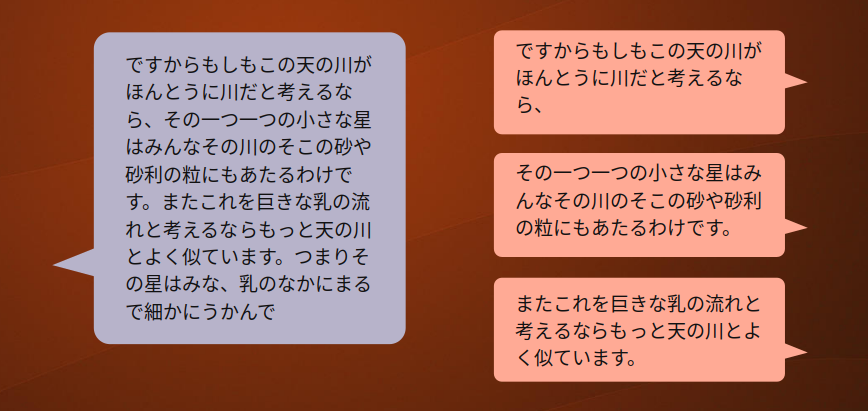 ですからもしもこの天の川が
ほんとうに川だと考えるな
ら、その一つ一つの小さな星
はみんなその川のそこの砂や
砂利の粒にもあたるわけで
す。またこれを巨きな乳の流
れと考えるならもっと天の川
とよく似ています。つまりそ
の星はみな、乳のなかにまる
で細かにうかんで
ですからもしもこの天の川が
ほんとうに川だと考えるな
ら、
その一つ一つの小さな星はみ
んなその川のそこの砂や砂利
の粒にもあたるわけです。
またこれを巨きな乳の流れと
考えるならもっと天の川とよ
く似ています。